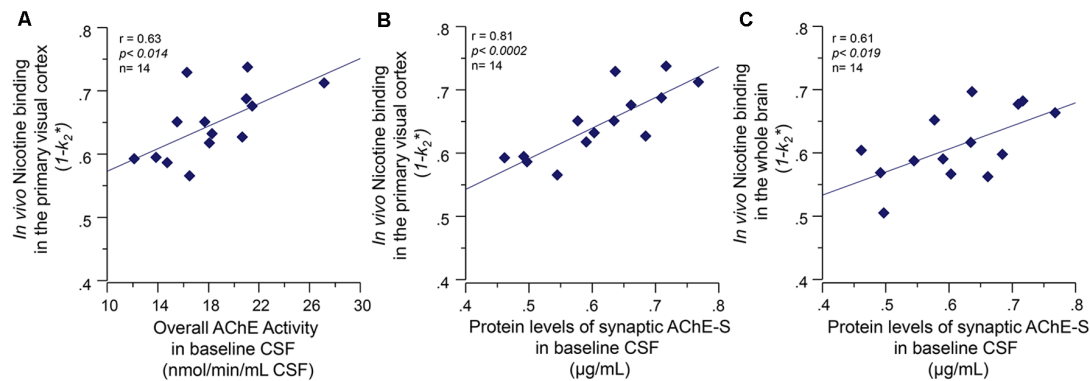 A
r = 0.63
p< 0.014
n= 14
.8
.7
.6
.5
.4
10 14 18 22 26 30
In vivo Nicotine binding
in the primary visual cortex
(1-k2*)
Overall AChE Activity
in baseline CSF
(nmol/min/mL CSF)
B
r = 0.81
p< 0.0002
n= 14
.8
.7
.6
.5
.4
.4 .5 .6 .7 .8
In vivo Nicotine binding
in the primary visual cortex
(1-k2*)
Protein levels of synaptic AChE-S
in baseline CSF
(µg/mL)
C
r = 0.61
p< 0.019
n= 14
.8
.7
.6
.5
.4
.4 .5 .6 .7 .8
In vivo Nicotine binding
in the whole brain
(1-k2*)
Protein levels of synaptic AChE-S
in baseline CSF
(µg/mL)